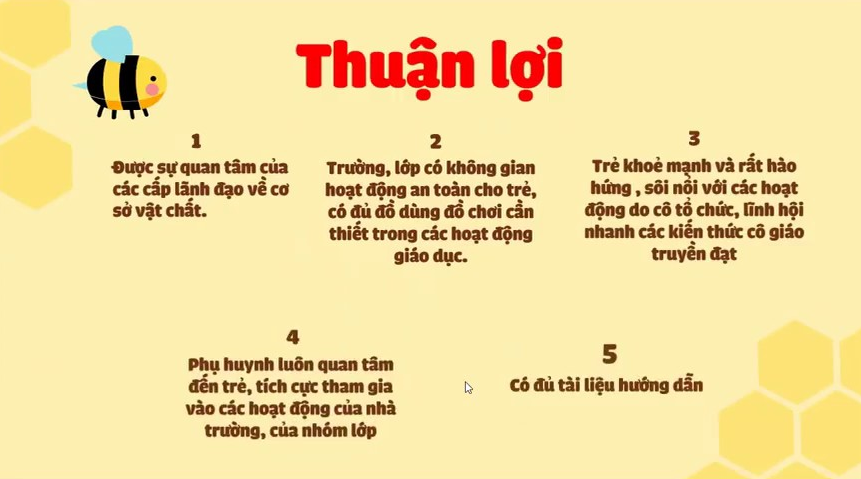 Thuận lợi
1
Được sự quan tâm của
các cấp lãnh đạo về cơ
sở vật chất.
2
Trường, lớp có không gian
hoạt động an toàn cho trẻ,
có đủ đồ dùng đồ chơi cần
thiết trong các hoạt động
giáo dục.
3
Trẻ khoẻ mạnh và rất hào
hứng , sôi nổi với các hoạt
động do cô tổ chức, lĩnh hội
nhanh các kiến thức cô giáo
truyền đạt
4
Phụ huynh luôn quan tâm
đến trẻ, tích cực tham gia
vào các hoạt động của nhà
trường, của nhóm lớp
5
Có đủ tài liệu hướng dẫn